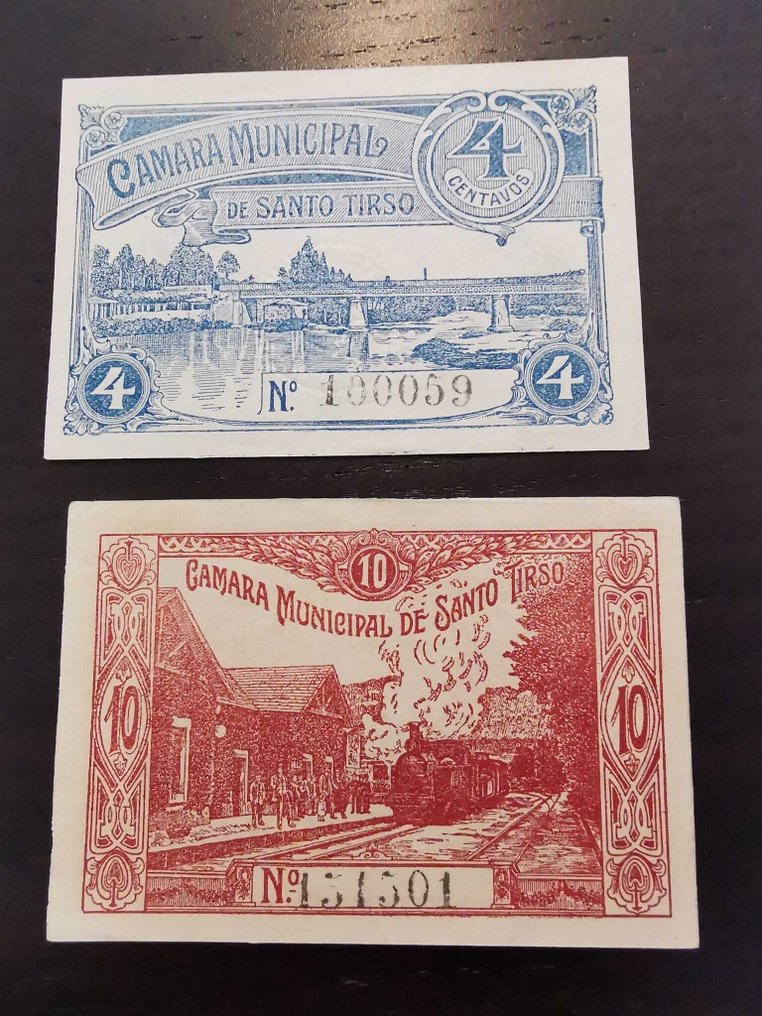 CAMARA MUNICIPAL
DE SANTO TIRSO
4
CENTAVOS
4
Nº. 100059
4
10
CAMARA MUNICIPAL DE SANTO TIRSO
10
10
Nº. 151501